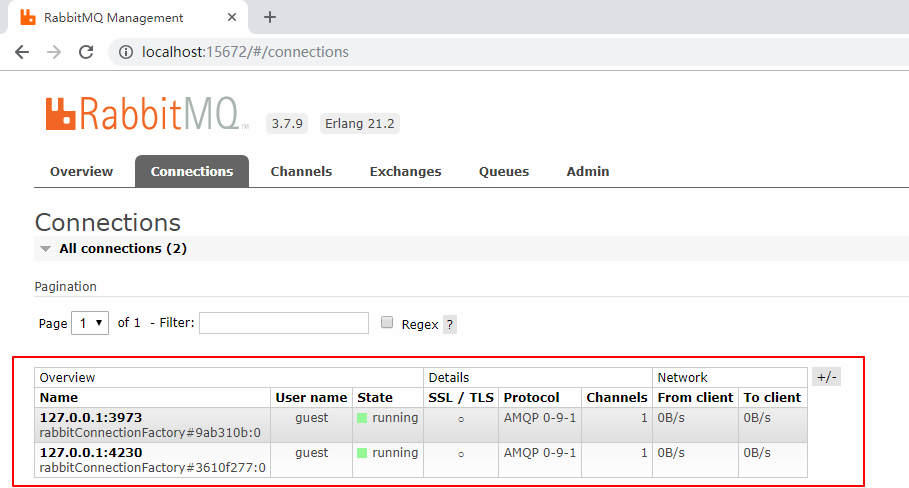 RabbitMQ Management
localhost:15672/#/connections
RabbitMQ TM 3.7.9 Erlang 21.2
Overview Connections Channels Exchanges Queues Admin
Connections
All connections (2)
Pagination
Page 1 of 1 - Filter: Regex ?
Overview Details Network +/-
Name User name State SSL / TLS Protocol Channels From client To client
127.0.0.1:3973 guest running ○ AMQP 0-9-1 1 0B/s 0B/s
rabbitConnectionFactory#9ab310b:0
127.0.0.1:4230 guest running ○ AMQP 0-9-1 1 0B/s 0B/s
rabbitConnectionFactory#3610f277:0